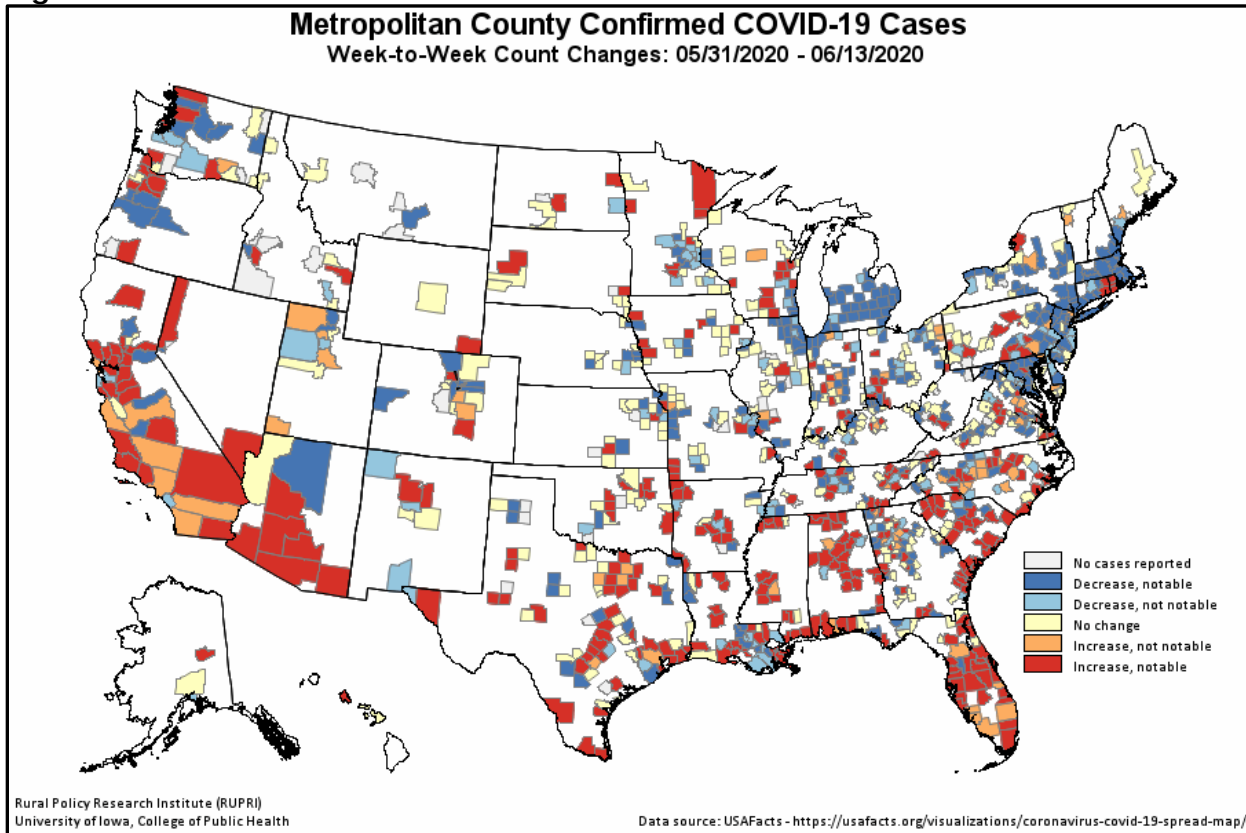 Metropolitan County Confirmed COVID-19 Cases
Week-to-Week Count Changes: 05/31/2020 - 06/13/2020
No cases reported
Decrease, notable
Decrease, not notable
No change
Increase, not notable
Increase, notable
Rural Policy Research Institute (RUPRI)
University of Iowa, College of Public Health
Data source: USAFacts - https://usafacts.org/visualizations/coronavirus-covid-19-spread-map/